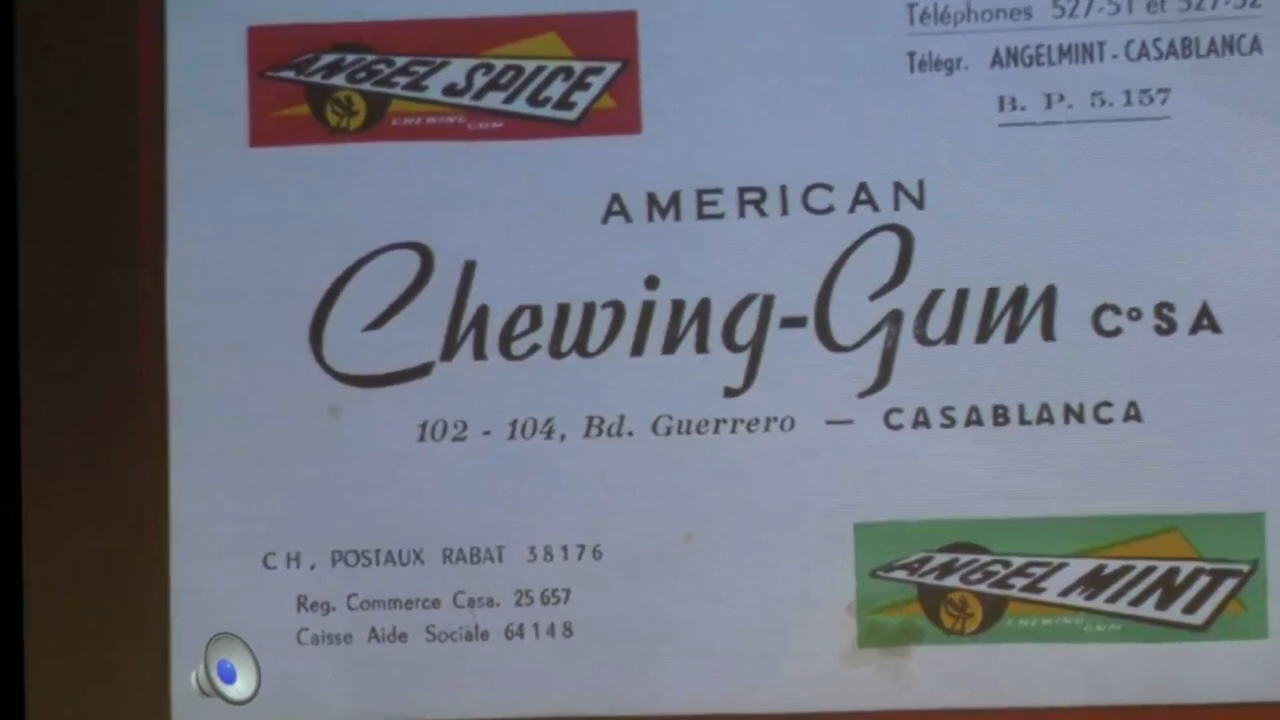 Téléphones 527-51 et 527-52
ANGEL SPICE
CHEWING GUM
Télégr. ANGELMINT - CASABLANCA
B. P. 5.157
AMERICAN
Chewing-Gum Co SA
102 - 104, Bd. Guerrero — CASABLANCA
CH. POSTAUX RABAT 38176
Reg. Commerce Casa. 25 657
Caisse Aide Sociale 64148
ANGEL MINT
CHEWING GUM